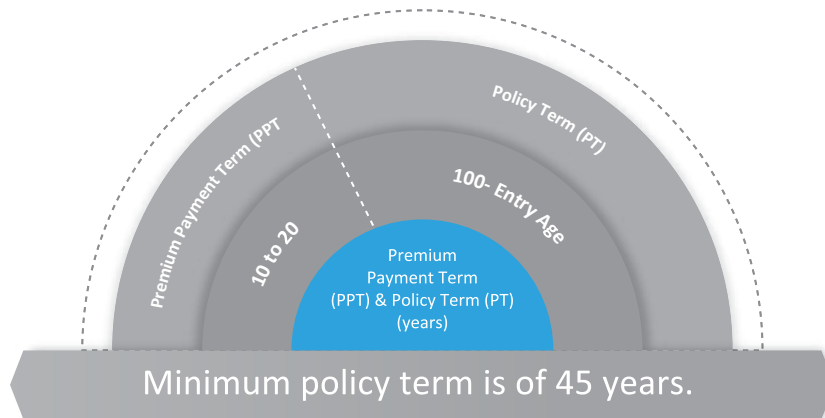 Premium Payment Term (PPT
Policy Term (PT)
10 to 20
100- Entry Age
Premium
Payment Term
(PPT) & Policy Term (PT)
(years)
Minimum policy term is of 45 years.